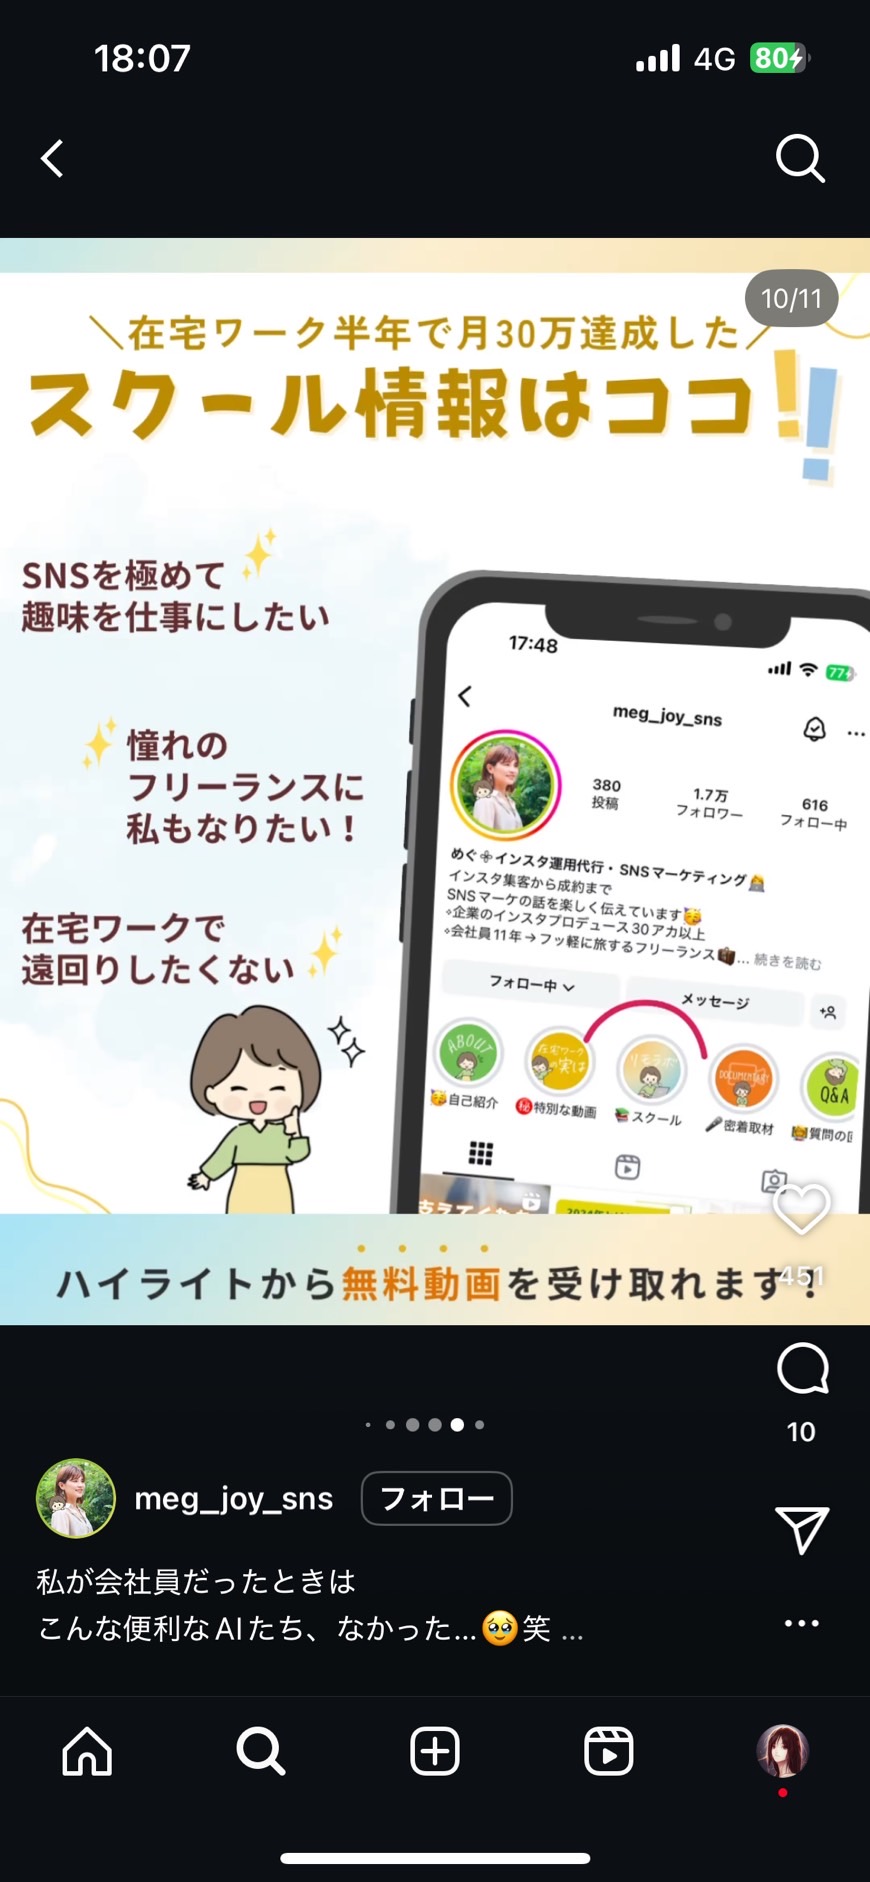 18:07
4G
80
10/11
＼在宅ワーク半年で月30万達成した／
スクール情報はココ!!
SNSを極めて
趣味を仕事にしたい
憧れの
フリーランスに
私もなりたい！
在宅ワークで
遠回りしたくない
17:48
77
meg_joy_sns
380
投稿
1.7万
フォロワー
616
フォロー中
めぐ❀インスタ運用代行・SNSマーケティング👩‍💻
インスタ集客から成約まで
SNSマーケの話を楽しく伝えています🥳
⋄企業のインスタプロデュース30アカ以上
⋄会社員11年→フッ軽に旅するフリーランス💼... 続きを読む
フォロー中
メッセージ
ABOUT
在宅ワーク
の実は
リモラボ
DOCUMENTARY
Q&A
🥳自己紹介
㊙️特別な動画
📚スクール
🎤密着取材
質問の
支えてくれた
ハイライトから無料動画を受け取れます！
451
10
meg_joy_sns
フォロー
私が会社員だったときは
こんな便利なAIたち、なかった...🥹笑 ...